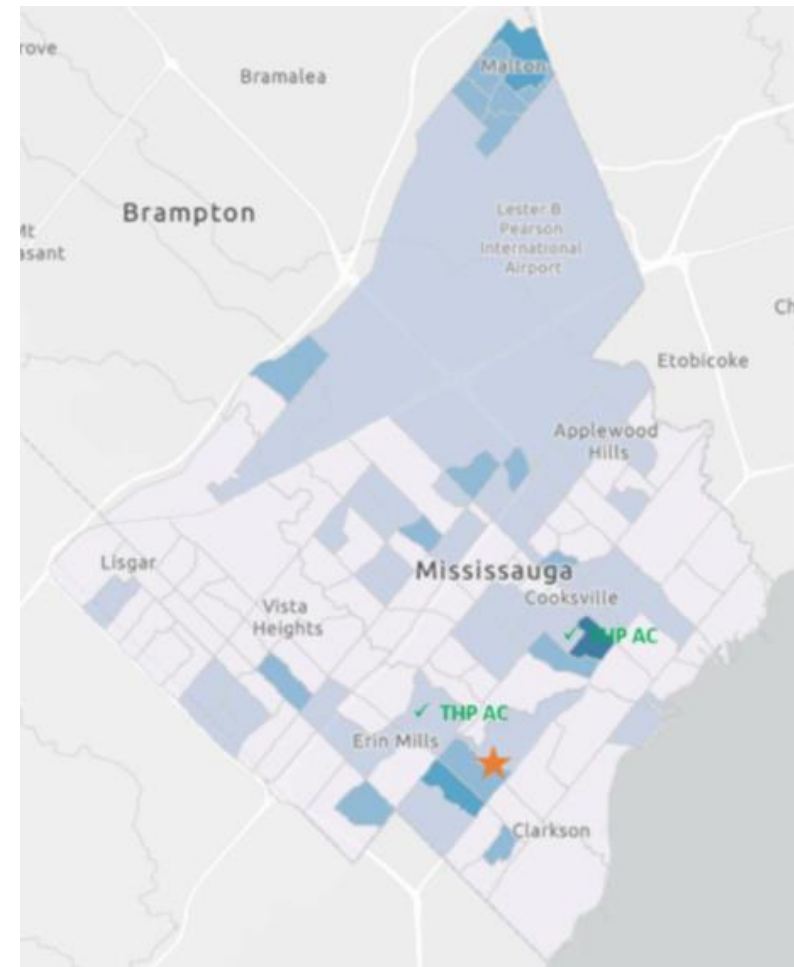 rove
Bramalea
Malton
Brampton
Lester B
Pearson
International
Airport
asant
Ch
Etobicoke
Applewood
Hills
Lisgar
Mississauga
Cooksville
Vista
Heights
✓ THP AC
✓ THP AC
Erin Mills
Clarkson